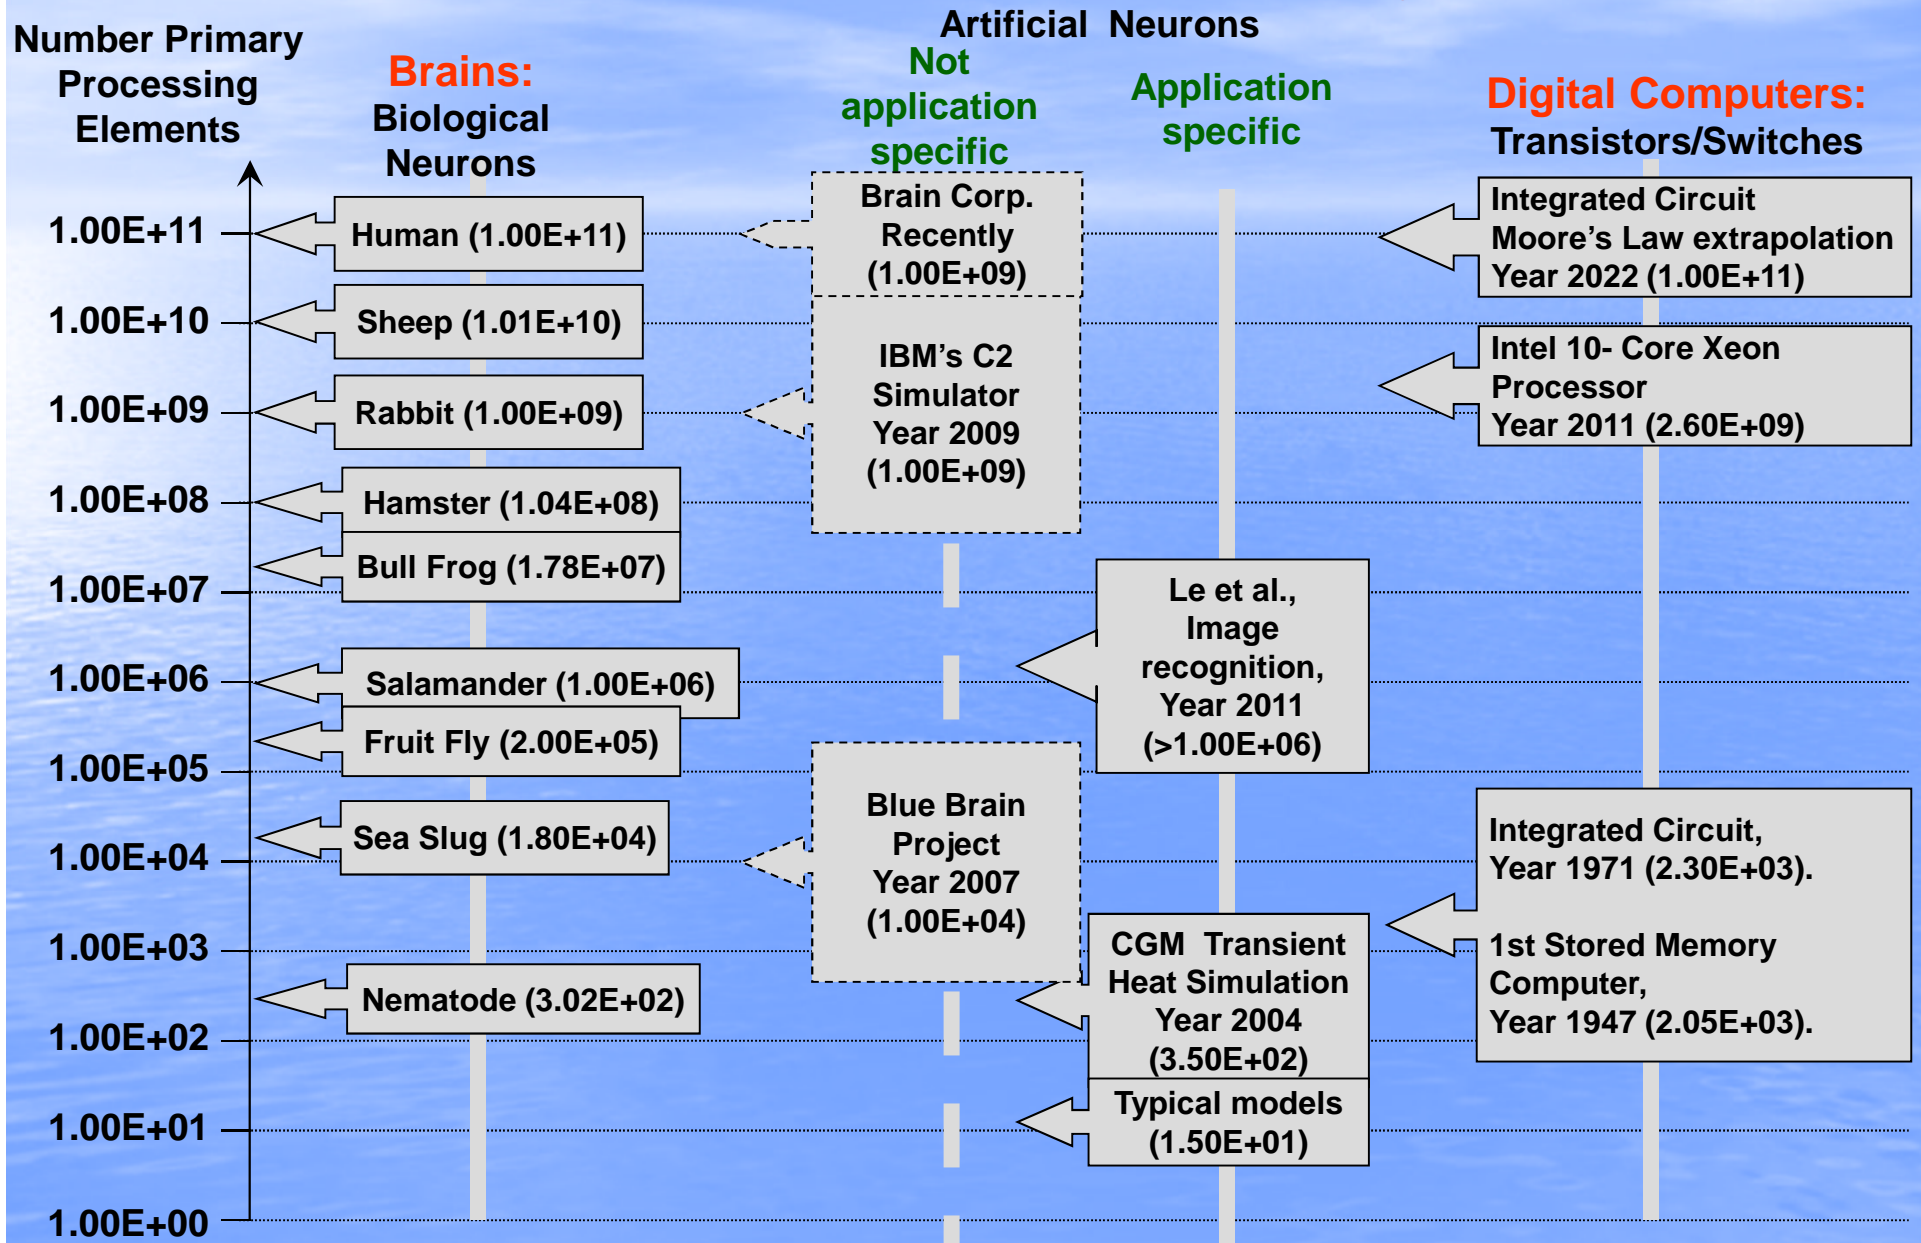 Artificial  Neurons
Number Primary
Processing
Elements
Brains:
Biological
Neurons
Not
application
specific
Application
specific
Digital Computers:
Transistors/Switches
1.00E+11
1.00E+10
1.00E+09
1.00E+08
1.00E+07
1.00E+06
1.00E+05
1.00E+04
1.00E+03
1.00E+02
1.00E+01
1.00E+00
Human (1.00E+11)
Sheep (1.01E+10)
Rabbit (1.00E+09)
Hamster (1.04E+08)
Bull Frog (1.78E+07)
Salamander (1.00E+06)
Fruit Fly (2.00E+05)
Sea Slug (1.80E+04)
Nematode (3.02E+02)
Brain Corp.
Recently
(1.00E+09)
IBM’s C2
Simulator
Year 2009
(1.00E+09)
Blue Brain
Project
Year 2007
(1.00E+04)
Le et al.,
Image
recognition,
Year 2011
(>1.00E+06)
CGM  Transient
Heat Simulation
Year 2004
(3.50E+02)
Typical models
(1.50E+01)
Integrated Circuit
Moore’s Law extrapolation
Year 2022 (1.00E+11)
Intel 10- Core Xeon
Processor
Year 2011 (2.60E+09)
Integrated Circuit,
Year 1971 (2.30E+03).
1st Stored Memory
Computer,
Year 1947 (2.05E+03).